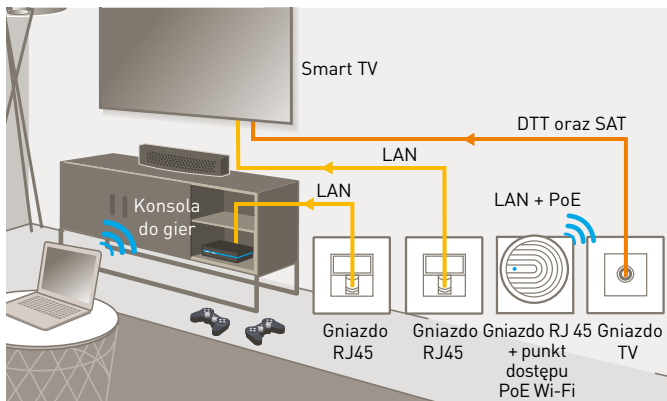 Smart TV
DTT oraz SAT
LAN
LAN
LAN + PoE
Konsola
do gier
Gniazdo
RJ45
Gniazdo
RJ45
Gniazdo RJ 45
+ punkt
dostępu
PoE Wi-Fi
Gniazdo
TV